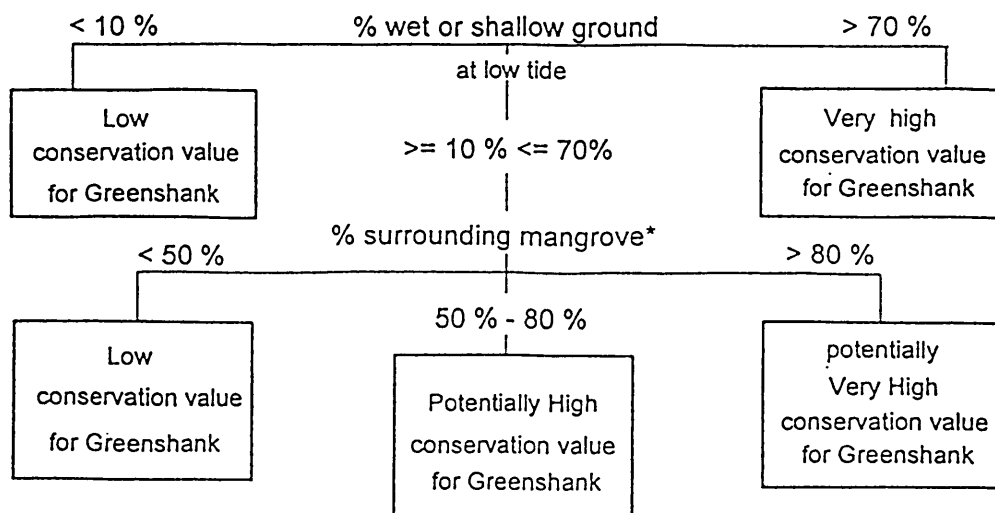 < 10 %
% wet or shallow ground
> 70 %
at low tide
Low
conservation value
for Greenshank
>= 10 % <= 70%
Very high
conservation value
for Greenshank
% surrounding mangrove*
< 50 %
> 80 %
50 % - 80 %
Low
conservation value
for Greenshank
Potentially High
conservation value
for Greenshank
potentially
Very High
conservation value
for Greenshank